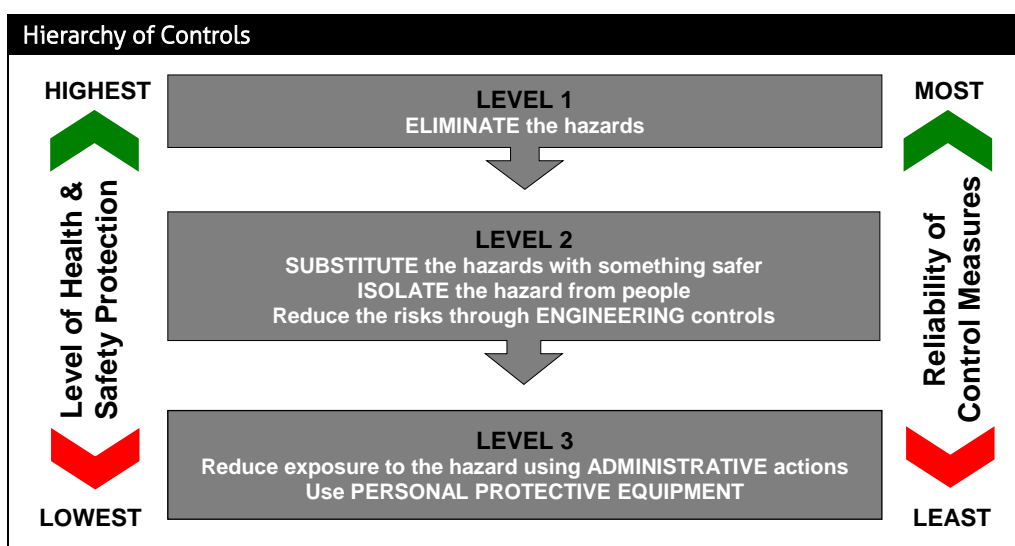 Hierarchy of Controls
HIGHEST
MOST
LEVEL 1
ELIMINATE the hazards
Level of Health &
Safety Protection
LEVEL 2
SUBSTITUTE the hazards with something safer
ISOLATE the hazard from people
Reduce the risks through ENGINEERING controls
Reliability of
Control Measures
LEVEL 3
Reduce exposure to the hazard using ADMINISTRATIVE actions
Use PERSONAL PROTECTIVE EQUIPMENT
LOWEST
LEAST